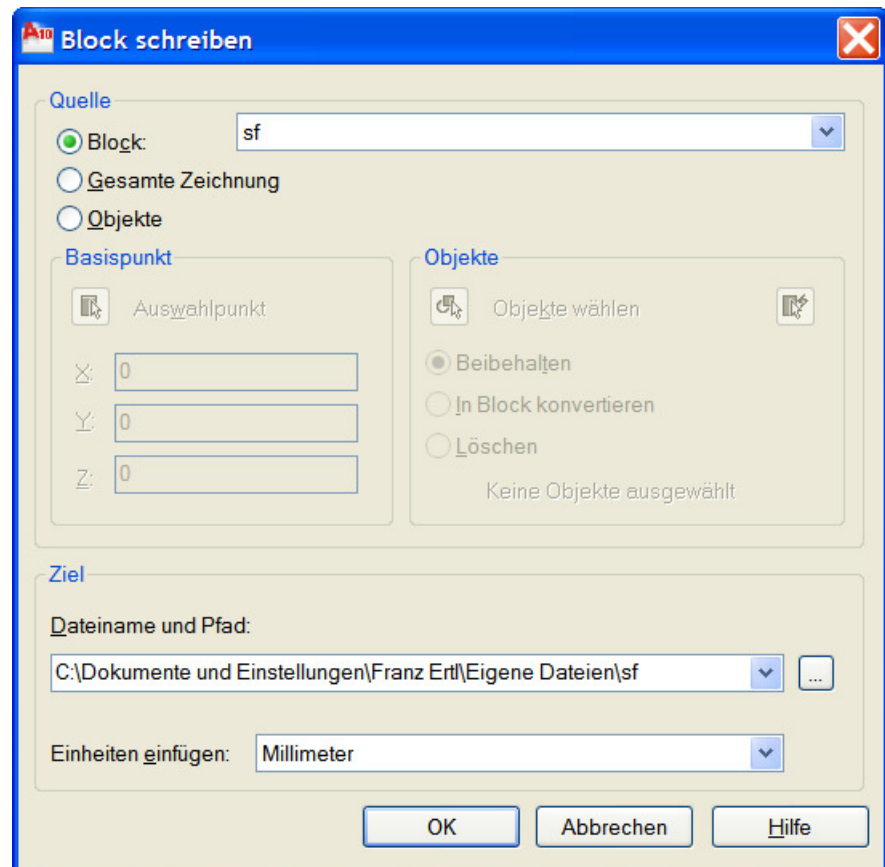 A10 Block schreiben
Quelle
Block: sf
Gesamte Zeichnung
Objekte
Basispunkt
Auswahlpunkt
X: 0
Y: 0
Z: 0
Objekte
Objekte wählen
Beibehalten
In Block konvertieren
Löschen
Keine Objekte ausgewählt
Ziel
Dateiname und Pfad:
C:\Dokumente und Einstellungen\Franz Ertl\Eigene Dateien\sf ...
Einheiten einfügen: Millimeter
OK Abbrechen Hilfe